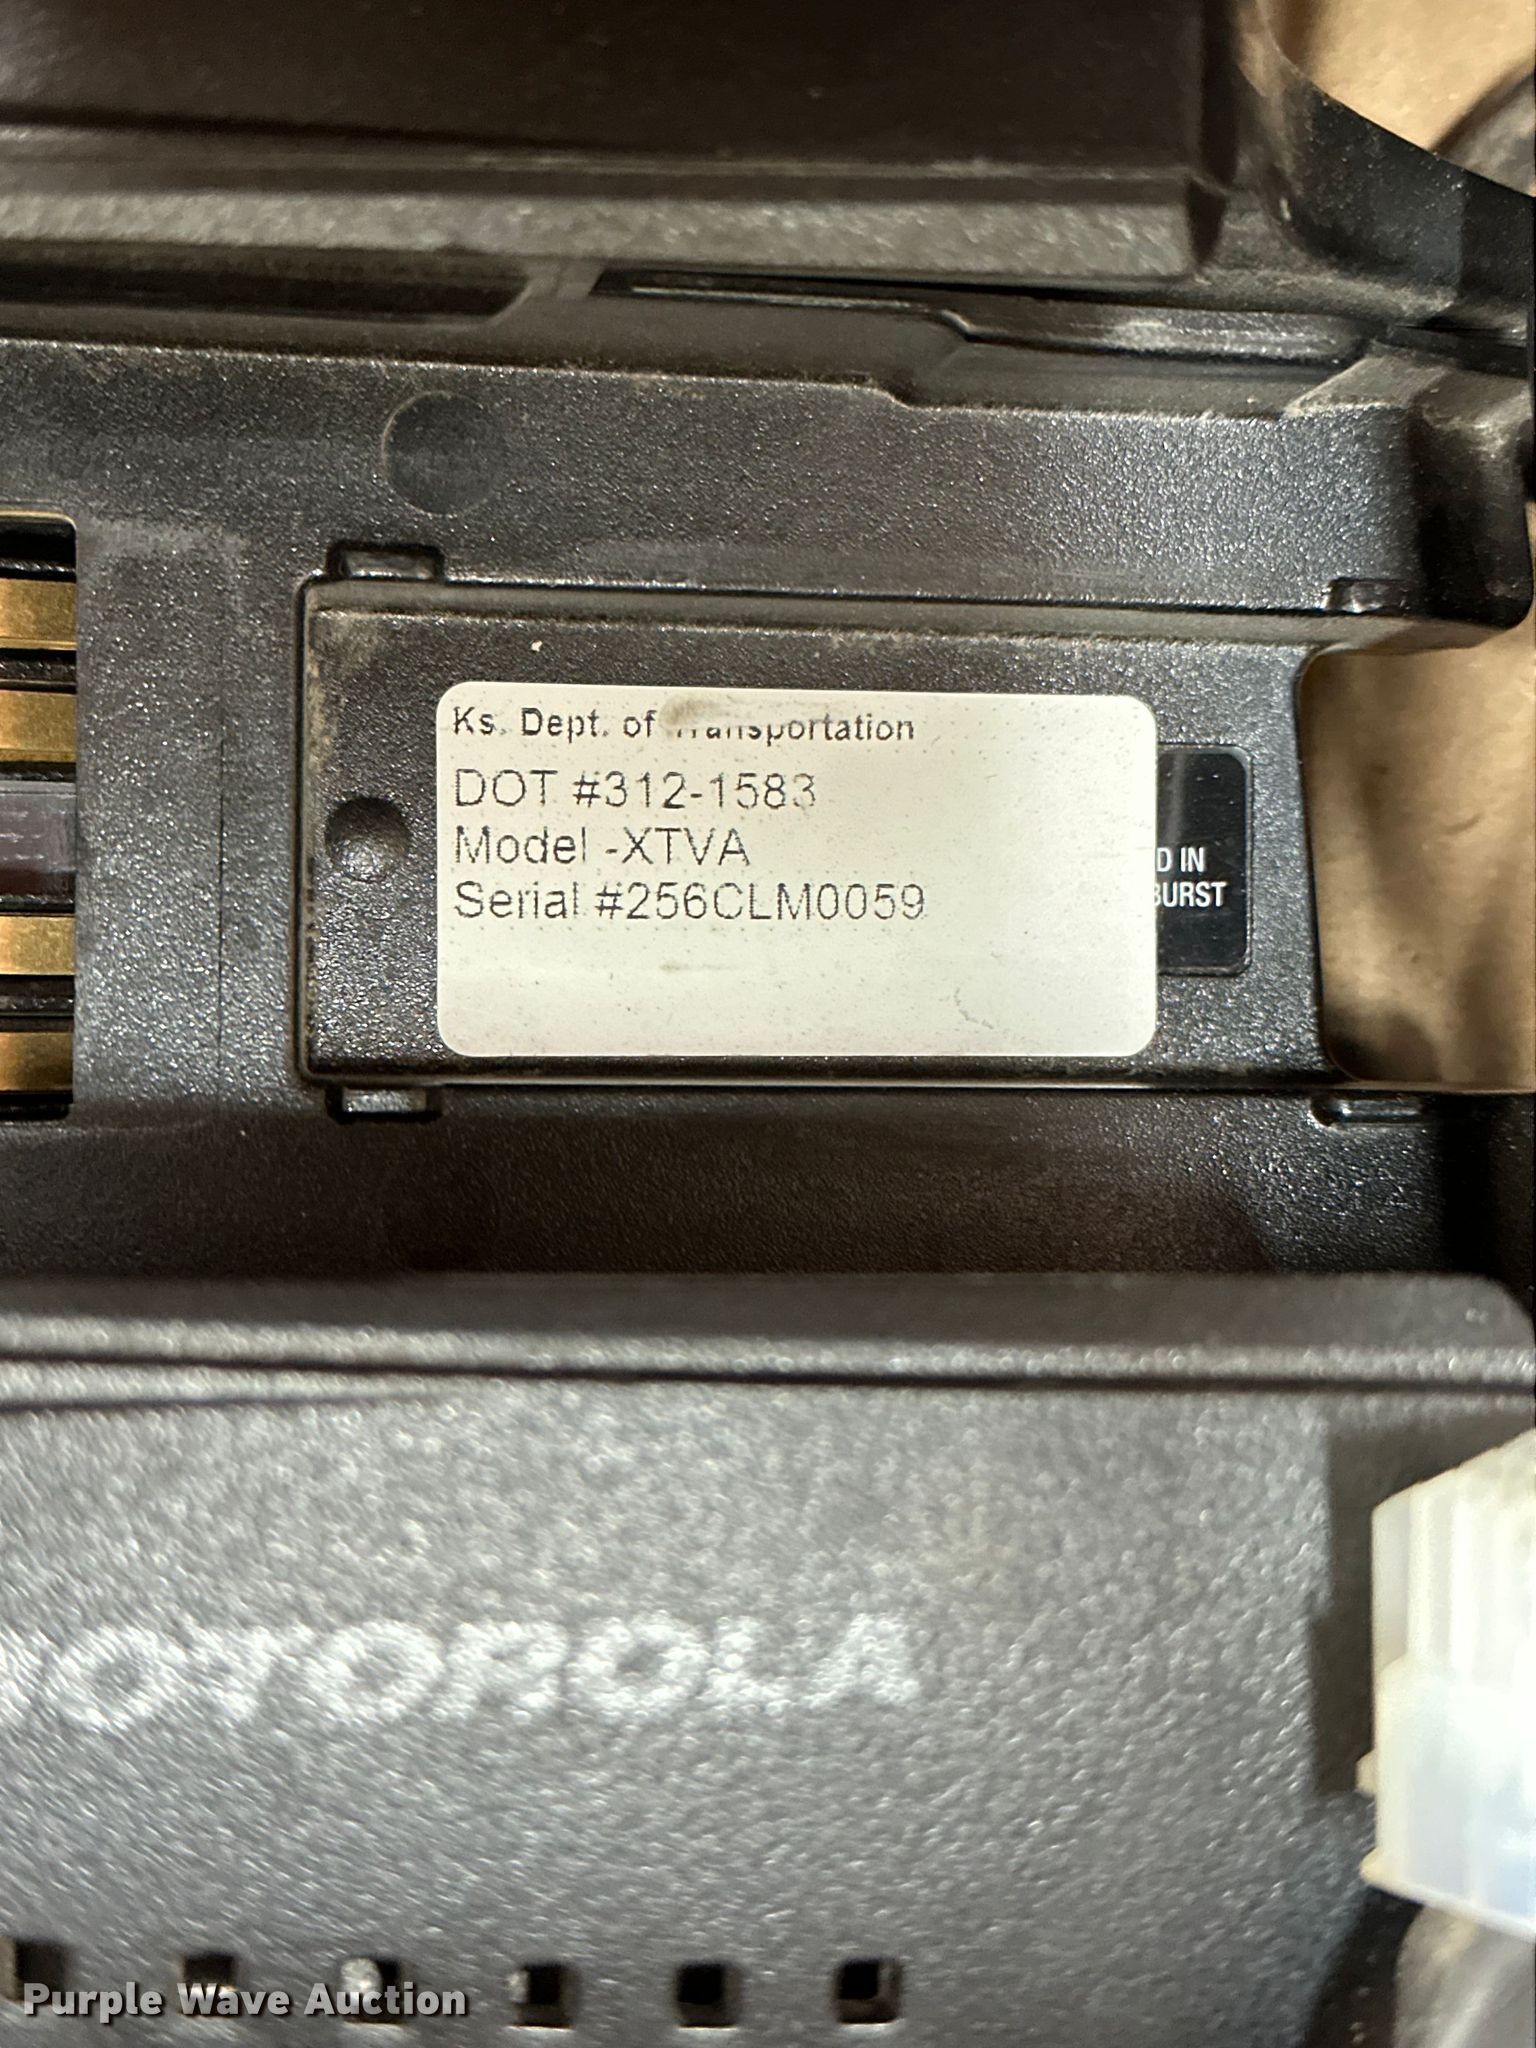 Ks. Dept. of Transportation
DOT #312-1583
Model -XTVA
Serial #256CLM0059
D IN
BURST
MOTOROLA
Purple Wave Auction